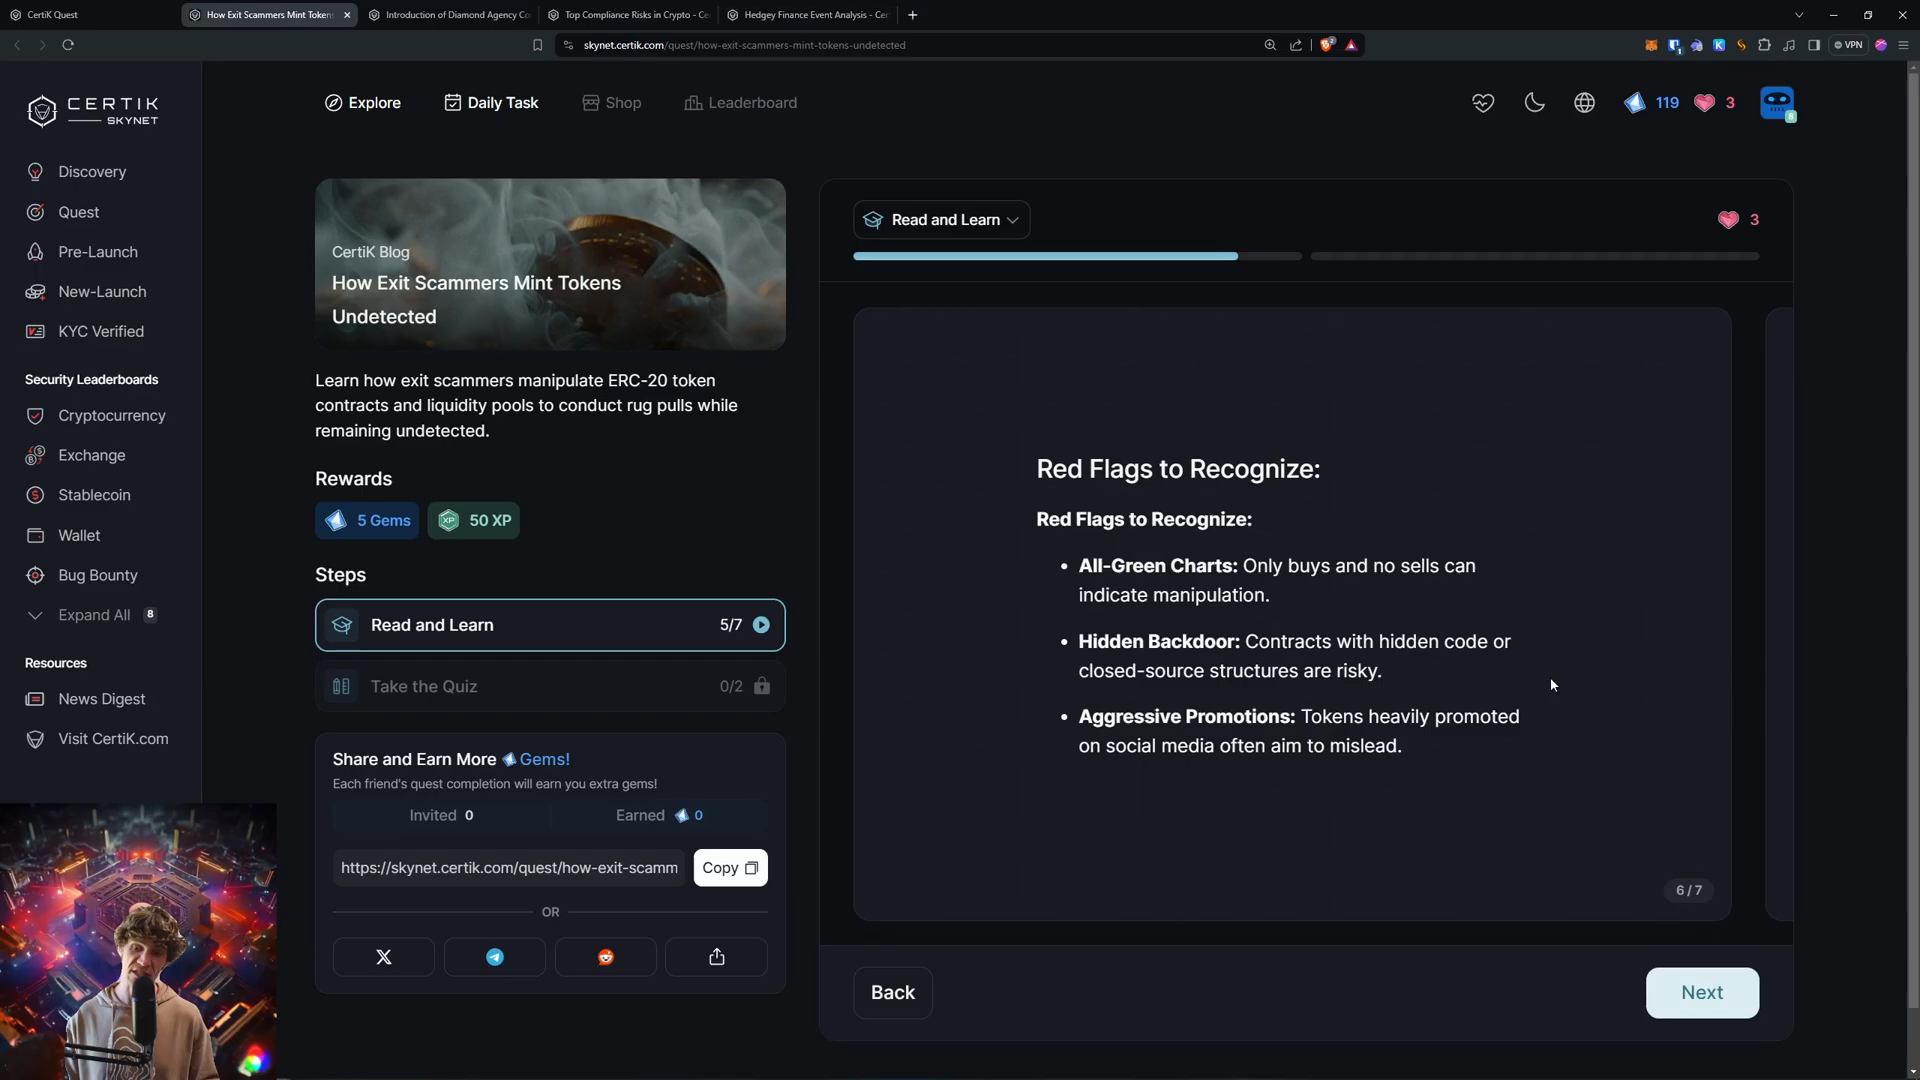 CertiK Quest
How Exit Scammers Mint Token
Introduction of Diamond Agency Co
Top Compliance Risks in Crypto - Ce
Hedgey Finance Event Analysis - Cer
skynet.certik.com/quest/how-exit-scammers-mint-tokens-undetected
VPN
CERTIK
SKYNET
Explore
Daily Task
Shop
Leaderboard
119
3
8
Discovery
Quest
Pre-Launch
New-Launch
KYC Verified
Security Leaderboards
Cryptocurrency
Exchange
Stablecoin
Wallet
Bug Bounty
Expand All 8
Resources
News Digest
Visit CertiK.com
CertiK Blog
How Exit Scammers Mint Tokens
Undetected
Learn how exit scammers manipulate ERC-20 token
contracts and liquidity pools to conduct rug pulls while
remaining undetected.
Rewards
5 Gems
XP 50 XP
Steps
Read and Learn 5/7
Take the Quiz 0/2
Share and Earn More Gems!
Each friend's quest completion will earn you extra gems!
Invited 0
Earned 0
https://skynet.certik.com/quest/how-exit-scamm
Copy
OR
Read and Learn
3
Red Flags to Recognize:
Red Flags to Recognize:
• All-Green Charts: Only buys and no sells can
indicate manipulation.
• Hidden Backdoor: Contracts with hidden code or
closed-source structures are risky.
• Aggressive Promotions: Tokens heavily promoted
on social media often aim to mislead.
6 / 7
Back
Next